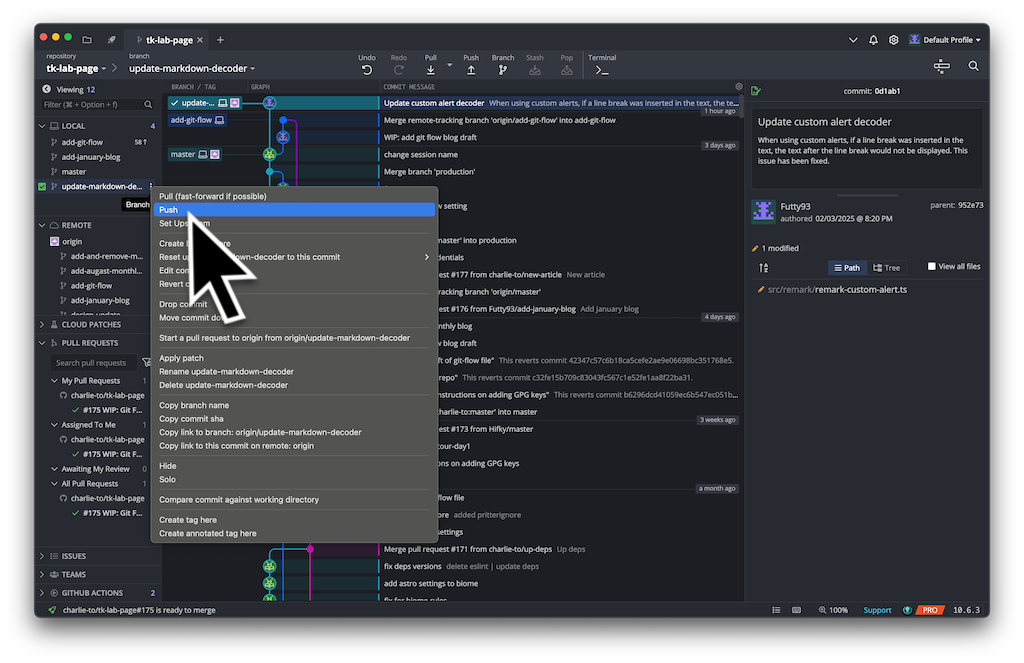 tk-lab-page
Default Profile
repository
tk-lab-page
branch
update-markdown-decoder
Undo
Redo
Pull
Push
Branch
Stash
Pop
Terminal
Viewing 12
Filter (⌘ + Option + f)
LOCAL 4
add-git-flow 58↑
add-january-blog
master
update-markdown-de...
Branch
REMOTE
origin
add-and-remove-m...
add-augast-monthl...
add-git-flow
add-january-blog
design-update
CLOUD PATCHES
PULL REQUESTS
Search pull requests
My Pull Requests 1
charlie-to/tk-lab-page
#175 WIP: Git F...
Assigned To Me 1
charlie-to/tk-lab-page
#175 WIP: Git F...
Awaiting My Review 0
All Pull Requests 1
charlie-to/tk-lab-page
#175 WIP: Git F...
ISSUES
TEAMS
GITHUB ACTIONS 2
BRANCH / TAG
GRAPH
COMMIT MESSAGE
update-...
Update custom alert decoder When using custom alerts, if a line break was inserted in the text, the te...
1 hour ago
add-git-flow
Merge remote-tracking branch 'origin/add-git-flow' into add-git-flow
WIP: add git flow blog draft
3 days ago
master
change session name
Merge branch 'production'
Pull (fast-forward if possible)
Push
Set Ups
Create
Reset
down-decoder to this commit
Edit com
Revert c
Drop commit
Move commit do
Start a pull request to origin from origin/update-markdown-decoder
Apply patch
Rename update-markdown-decoder
Delete update-markdown-decoder
Copy branch name
Copy commit sha
Copy link to branch: origin/update-markdown-decoder
Copy link to this commit on remote: origin
Hide
Solo
Compare commit against working directory
Create tag here
Create annotated tag here
w setting
master' into production
dentials
est #177 from charlie-to/new-article New article
racking branch 'origin/master'
est #176 from Futty93/add-january-blog Add January blog
4 days ago
nthly blog
w blog draft
ft of git-flow file" This reverts commit 42347c57c6b18ca5cefe2ae9e06698bc351768e5.
repo" This reverts commit c32fe15b709c83043fc567c1e52fe1aa8f22ba31.
nstructions on adding GPG keys" This reverts commit b6296dcd41059ec6b5471cec051b...
charlie-to:master' into master
3 weeks ago
est #173 from Hifky/master
our-day1
ons on adding GPG keys
a month ago
flow file
ore added pritterignore
settings
Merge pull request #171 from charlie-to/up-deps Up deps
fix deps versions delete eslint | update deps
add astro settings to biome
fix for biome rules
commit: 0d1ab1
Update custom alert decoder
When using custom alerts, if a line break was inserted in the
text, the text after the line break would not be displayed. This
issue has been fixed.
Futty93
authored 02/03/2025 @ 8:20 PM
parent: 952e73
1 modified
Path
Tree
View all files
src/remark/remark-custom-alert.ts
charlie-to/tk-lab-page#175 is ready to merge
100%
Support
PRO
10.6.3